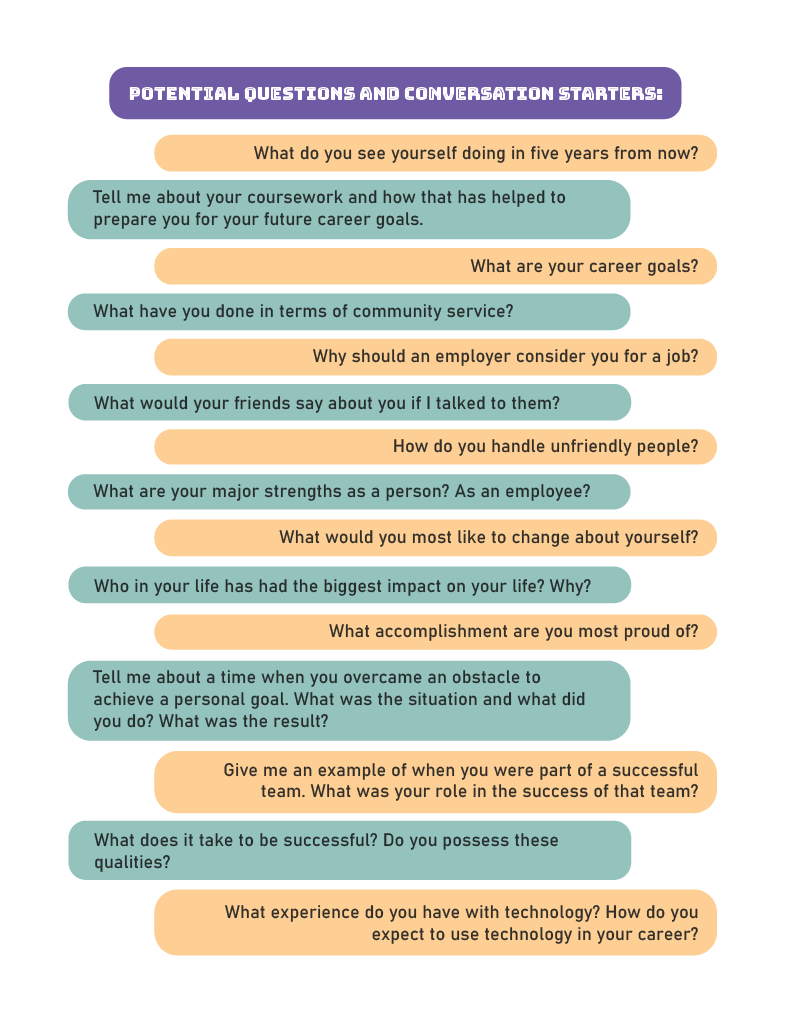 POTENTIAL QUESTIONS AND CONVERSATION STARTERS:
What do you see yourself doing in five years from now?
Tell me about your coursework and how that has helped to
prepare you for your future career goals.
What are your career goals?
What have you done in terms of community service?
Why should an employer consider you for a job?
What would your friends say about you if I talked to them?
How do you handle unfriendly people?
What are your major strengths as a person? As an employee?
What would you most like to change about yourself?
Who in your life has had the biggest impact on your life? Why?
What accomplishment are you most proud of?
Tell me about a time when you overcame an obstacle to
achieve a personal goal. What was the situation and what did
you do? What was the result?
Give me an example of when you were part of a successful
team. What was your role in the success of that team?
What does it take to be successful? Do you possess these
qualities?
What experience do you have with technology? How do you
expect to use technology in your career?